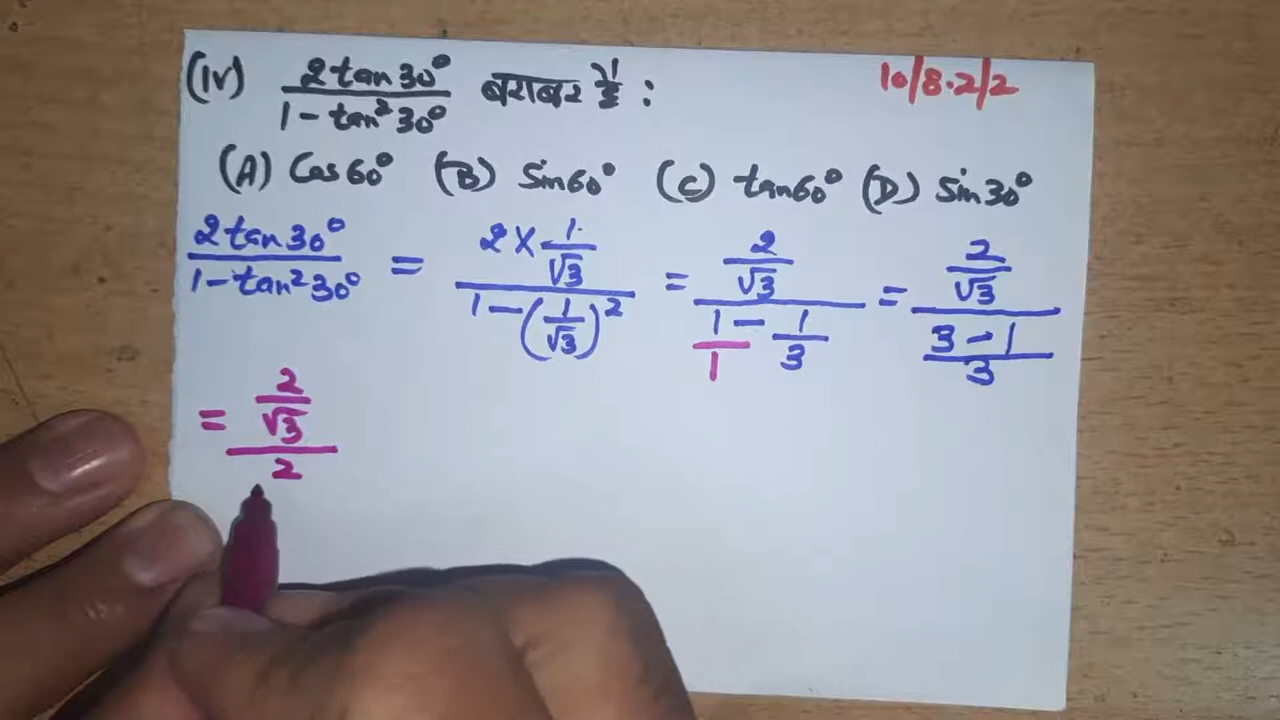 (iv) 2tan30° / 1-tan²30° बराबर है : 10/8.2/2
(A) Cos60° (B) Sin60° (C) tan60° (D) Sin30°
2tan30° / 1-tan²30° = 2×1/√3 / 1-(1/√3)² = 2/√3 / 1/1 - 1/3 = 2/√3 / 3-1/3
= 2/√3 / 2